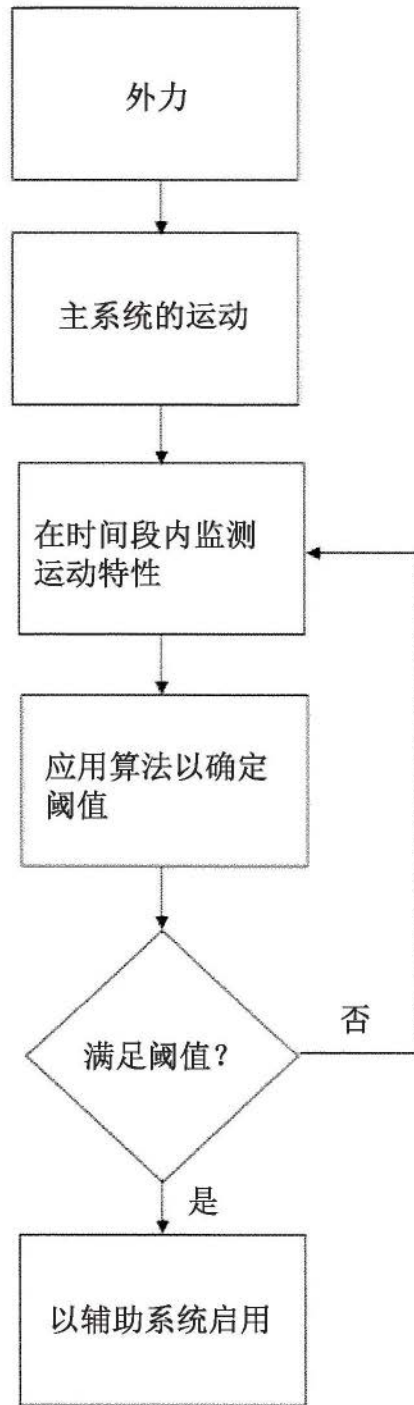 外力
主系统的运动
在时间段内监测
运动特性
应用算法以确定
阈值
满足阈值？
否
是
以辅助系统启用